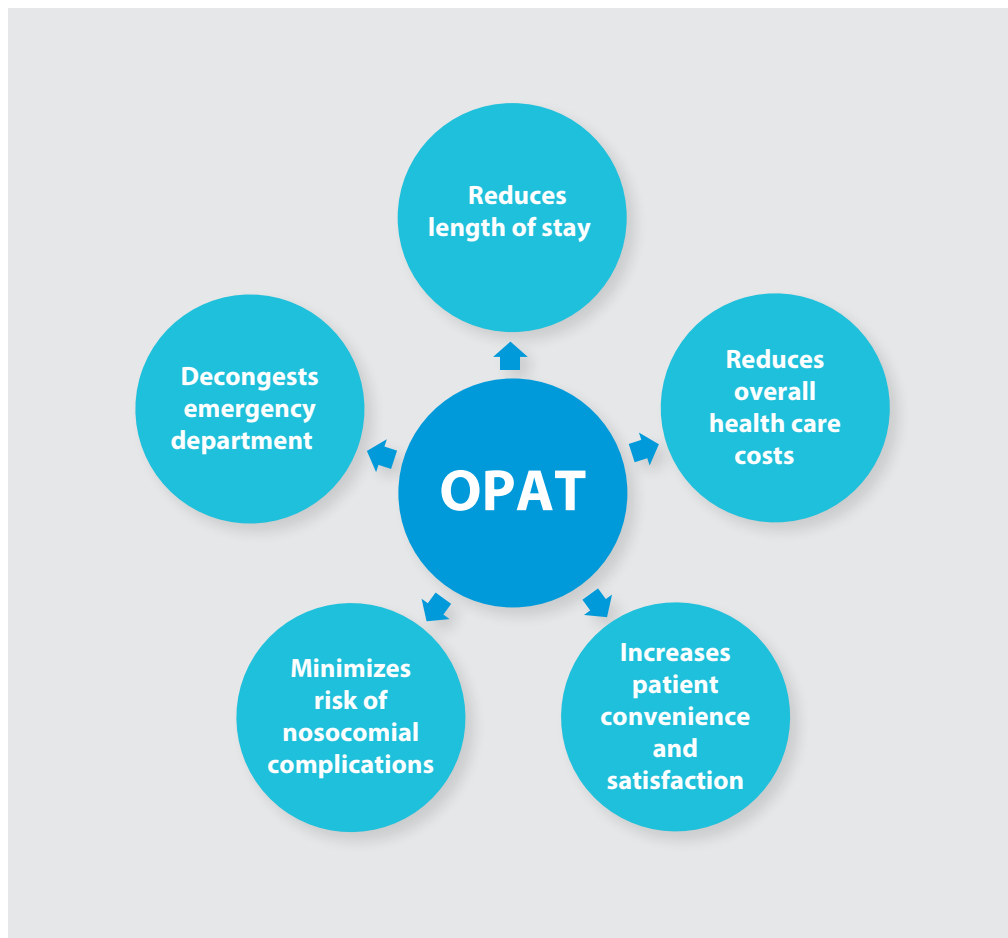 Reduces
length of stay
Decongests
emergency
department
Reduces
overall
health care
costs
OPAT
Minimizes
risk of
nosocomial
complications
Increases
patient
convenience
and
satisfaction